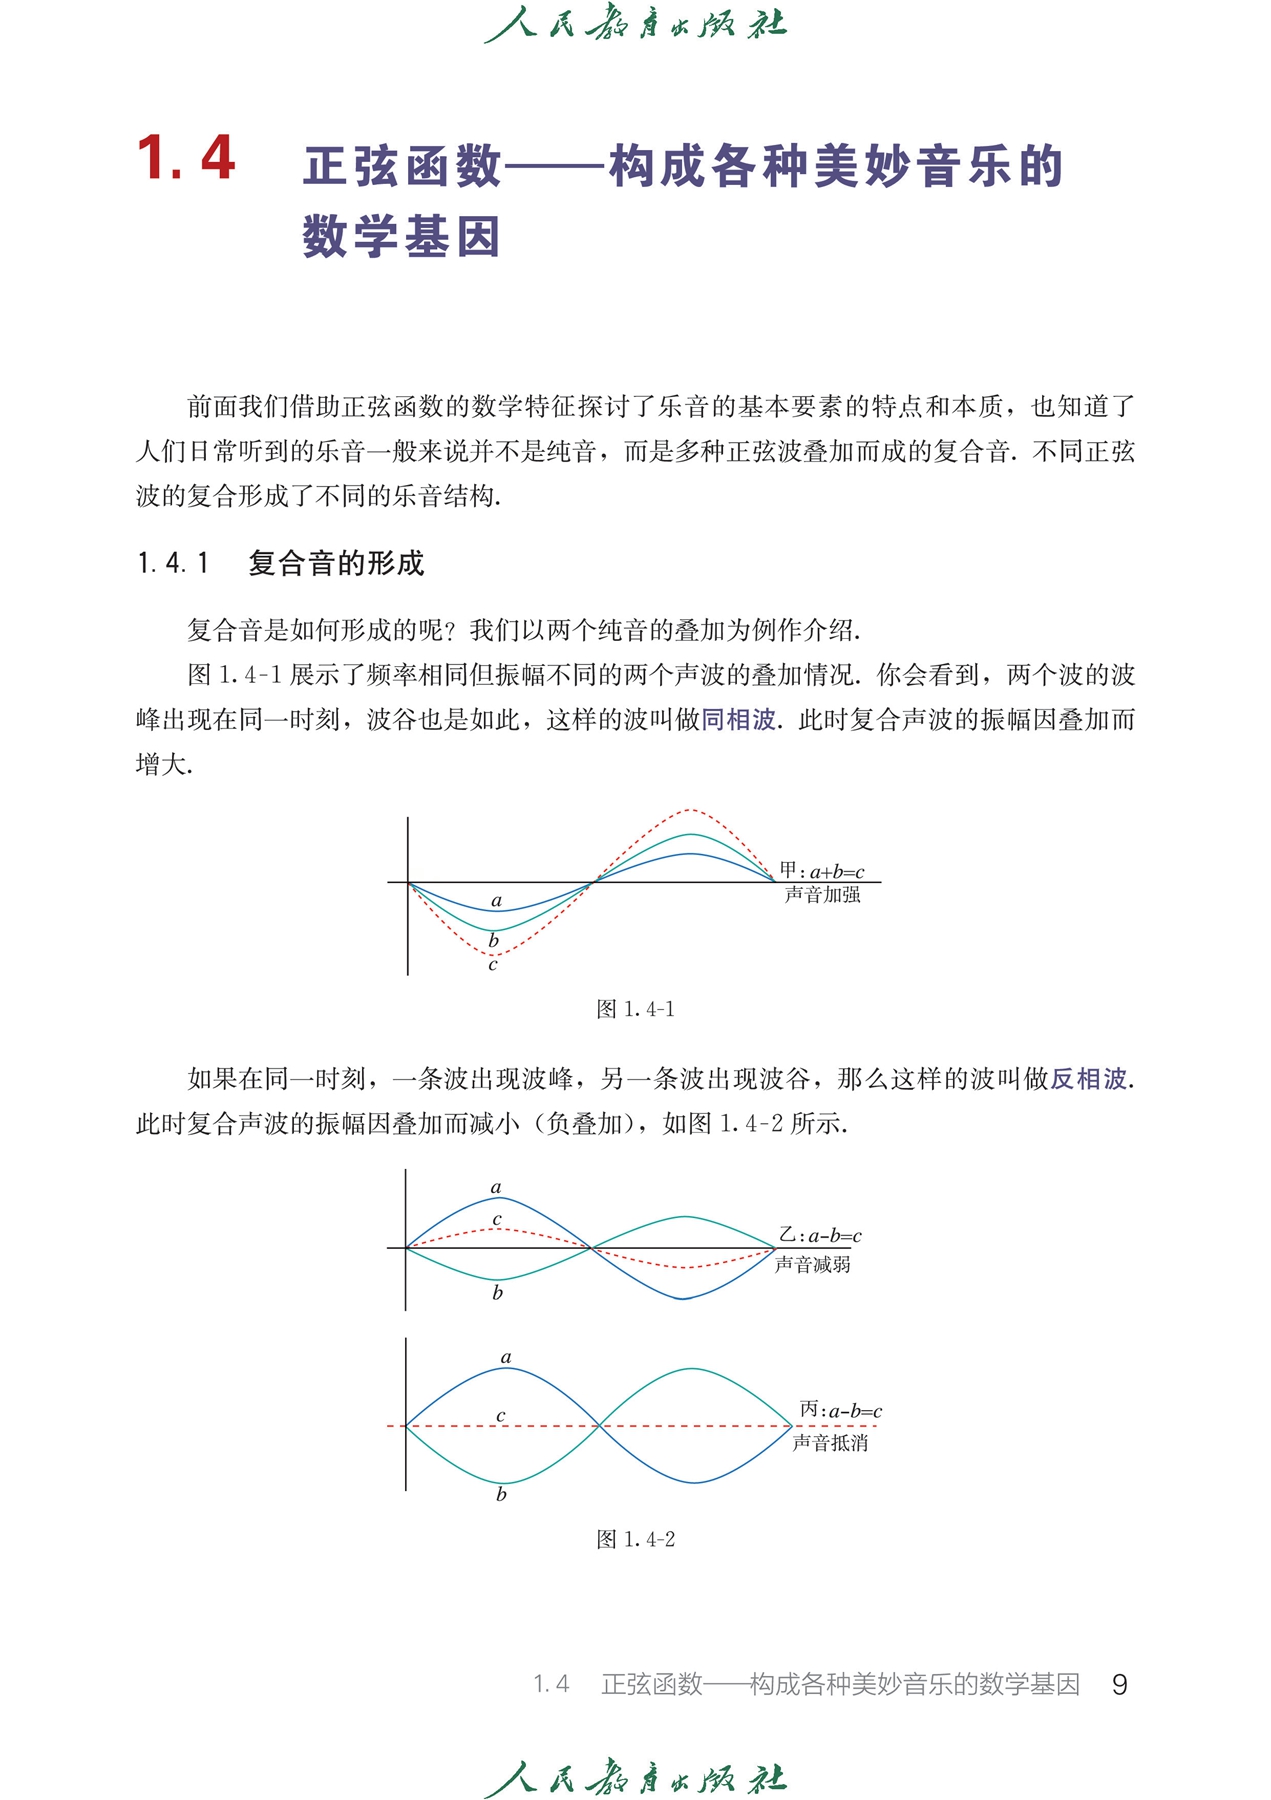 人民教育出版社
1.4 正弦函数——构成各种美妙音乐的
数学基因
前面我们借助正弦函数的数学特征探讨了乐音的基本要素的特点和本质，也知道了
人们日常听到的乐音一般来说并不是纯音，而是多种正弦波叠加而成的复合音．不同正弦
波的复合形成了不同的乐音结构．
1.4.1 复合音的形成
复合音是如何形成的呢？我们以两个纯音的叠加为例作介绍．
图 1.4-1 展示了频率相同但振幅不同的两个声波的叠加情况．你会看到，两个波的波
峰出现在同一时刻，波谷也是如此，这样的波叫做同相波．此时复合声波的振幅因叠加而
增大．
甲：a+b=c
声音加强
a
b
c
图 1.4-1
如果在同一时刻，一条波出现波峰，另一条波出现波谷，那么这样的波叫做反相波．
此时复合声波的振幅因叠加而减小（负叠加），如图 1.4-2 所示．
a
c
乙：a-b=c
声音减弱
b
a
丙：a-b=c
c
声音抵消
b
图 1.4-2
1.4 正弦函数——构成各种美妙音乐的数学基因 9
人民教育出版社